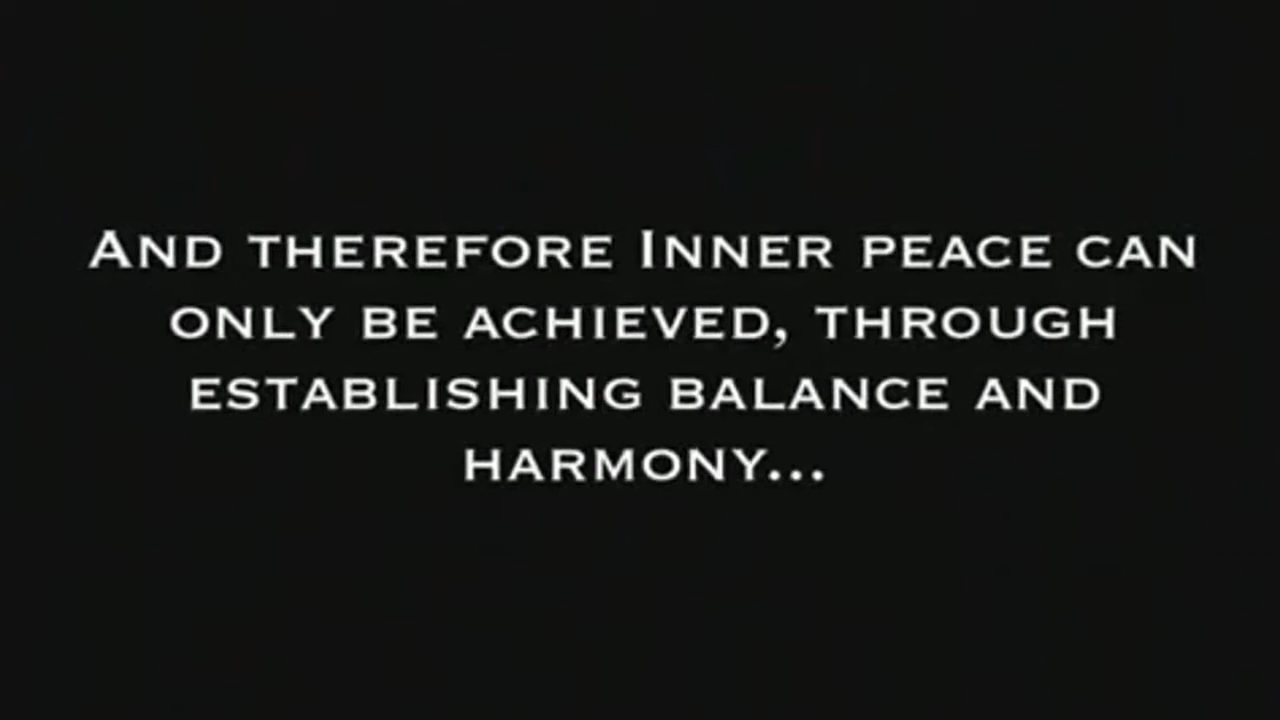 And therefore Inner peace can
only be achieved, through
establishing balance and
harmony...